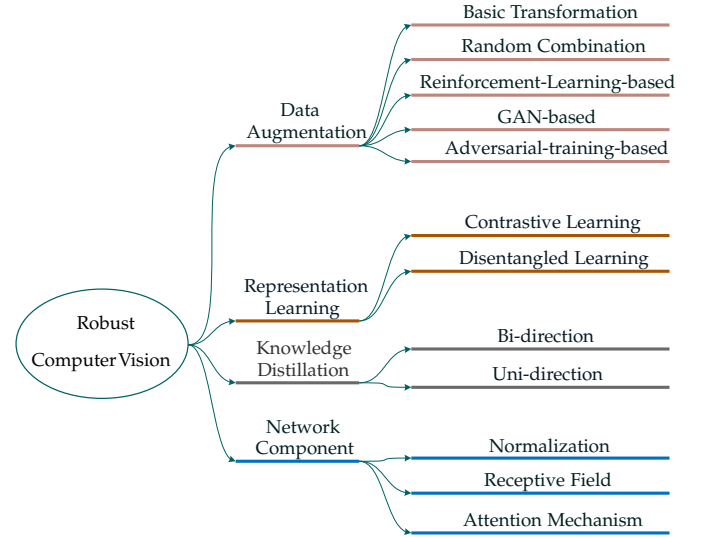 Robust
Computer Vision
Data
Augmentation
Basic Transformation
Random Combination
Reinforcement-Learning-based
GAN-based
Adversarial-training-based
Representation
Learning
Contrastive Learning
Disentangled Learning
Knowledge
Distillation
Bi-direction
Uni-direction
Network
Component
Normalization
Receptive Field
Attention Mechanism